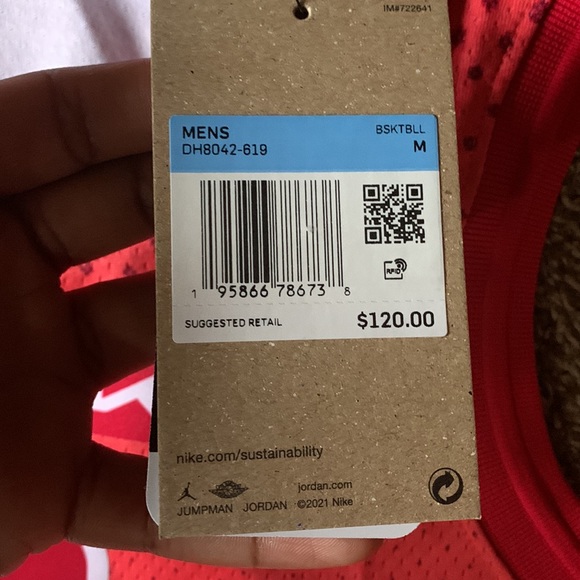 IM#722641
MENS BSKTBLL
DH8042-619 M
RFID
1 95866 78673 8
SUGGESTED RETAIL $120.00
nike.com/sustainability
jordan.com
JUMPMAN JORDAN ©2021 Nike